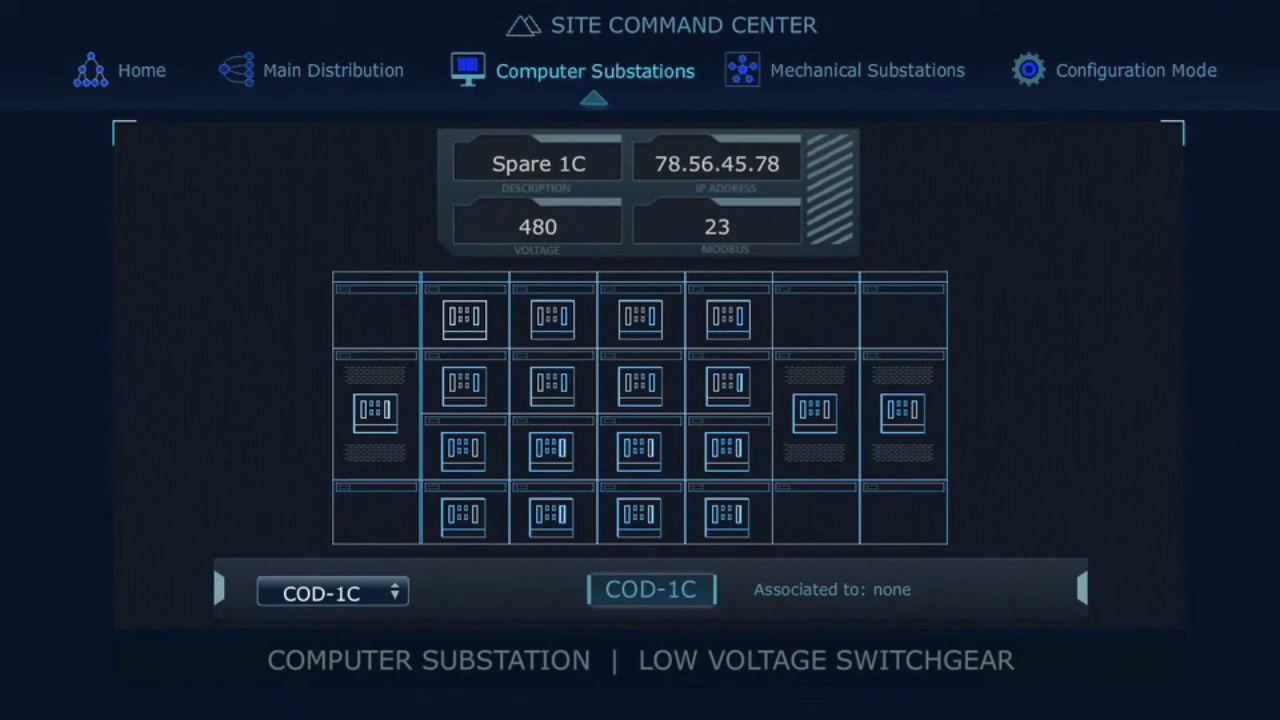 SITE COMMAND CENTER
Home Main Distribution Computer Substations Mechanical Substations Configuration Mode
Spare 1C 78.56.45.78
DESCRIPTION IP ADDRESS
480 23
VOLTAGE MODBUS
COD-1C COD-1C Associated to: none
COMPUTER SUBSTATION | LOW VOLTAGE SWITCHGEAR